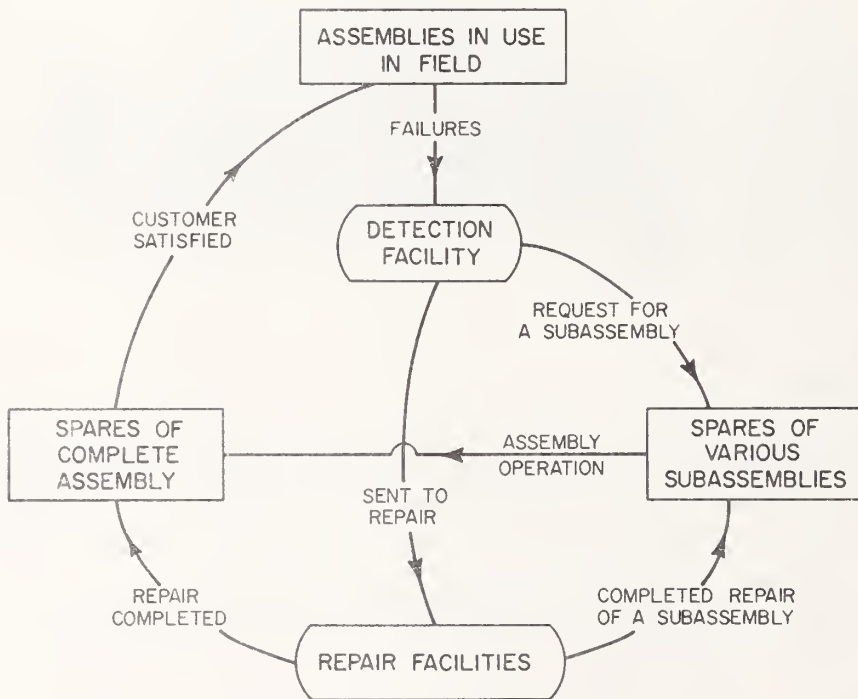 ASSEMBLIES IN USE
IN FIELD
FAILURES
CUSTOMER
SATISFIED
DETECTION
FACILITY
REQUEST FOR
A SUBASSEMBLY
SPARES OF
COMPLETE
ASSEMBLY
ASSEMBLY
OPERATION
SPARES OF
VARIOUS
SUBASSEMBLIES
SENT TO
REPAIR
REPAIR
COMPLETED
COMPLETED REPAIR
OF A SUBASSEMBLY
REPAIR FACILITIES